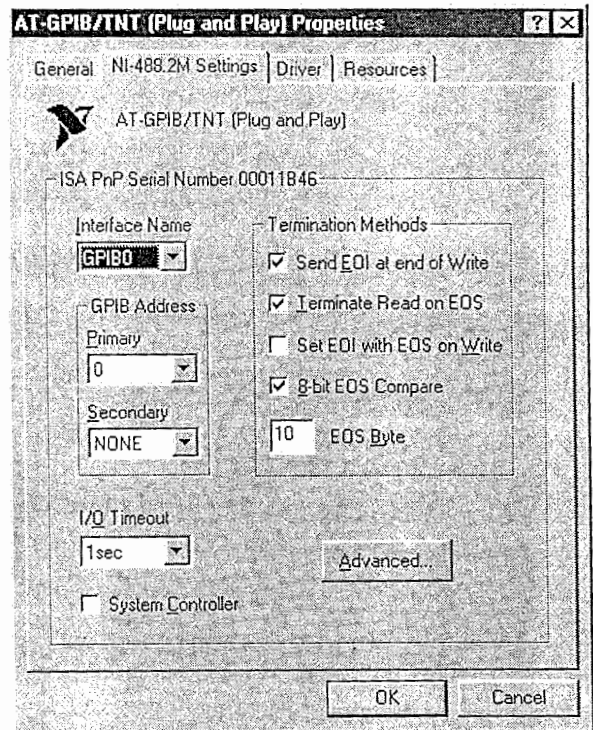 AT-GPIB/TNT (Plug and Play) Properties
General NI-488.2M Settings Driver Resources
AT-GPIB/TNT (Plug and Play)
ISA PnP Serial Number 00011B46
Interface Name
GPIB0
GPIB Address
Primary
0
Secondary
NONE
Termination Methods
Send EOI at end of Write
Terminate Read on EOS
Set EOI with EOS on Write
8-bit EOS Compare
10 EOS Byte
I/O Timeout
1sec
Advanced...
System Controller
OK Cancel